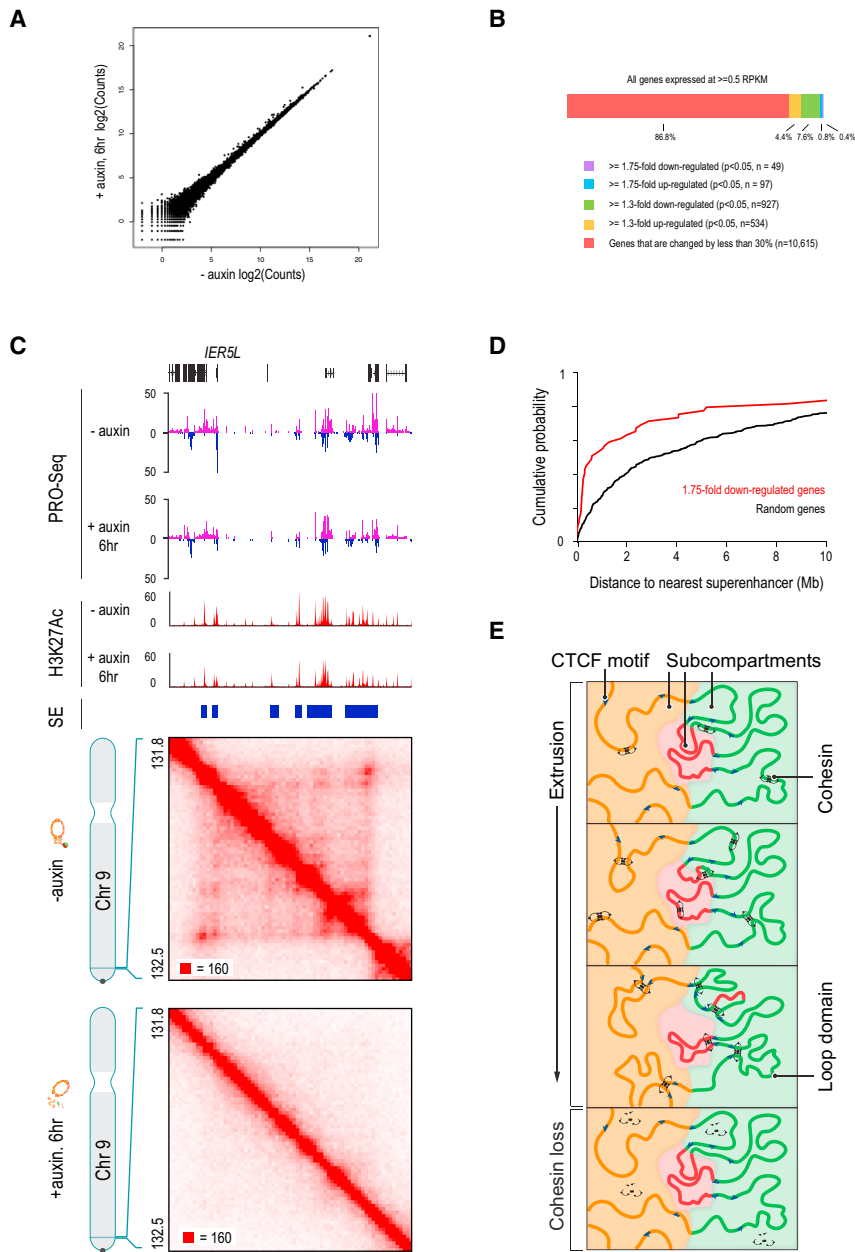 A
+ auxin, 6hr log2(Counts)
20
15
10
5
0
0
5
10
15
20
- auxin log2(Counts)
B
All genes expressed at >=0.5 RPKM
86.8%
4.4%
7.6%
0.8%
0.4%
>= 1.75-fold down-regulated (p<0.05, n = 49)
>= 1.75-fold up-regulated (p<0.05, n = 97)
>= 1.3-fold down-regulated (p<0.05, n=927)
>= 1.3-fold up-regulated (p<0.05, n=534)
Genes that are changed by less than 30% (n=10,615)
C
IER5L
PRO-Seq
- auxin
50
0
50
+ auxin
6hr
50
0
50
H3K27Ac
- auxin
60
0
+ auxin
6hr
60
0
SE
-auxin
Chr 9
131.8
132.5
= 160
+auxin. 6hr
Chr 9
131.8
132.5
= 160
D
Cumulative probability
1
0
1.75-fold down-regulated genes
Random genes
0
2
4
6
8
10
Distance to nearest superenhancer (Mb)
E
CTCF motif
Subcompartments
Extrusion
Cohesin
Loop domain
Cohesin loss